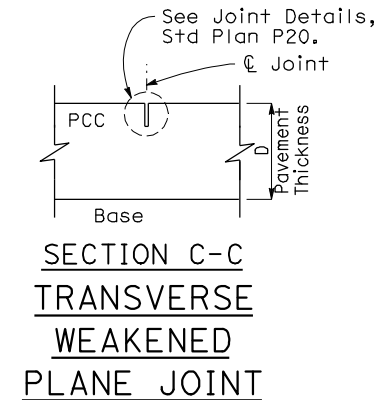 See Joint Details,
Std Plan P20.
℄ Joint
PCC
D
Pavement
Thickness
Base
SECTION C-C
TRANSVERSE
WEAKENED
PLANE JOINT